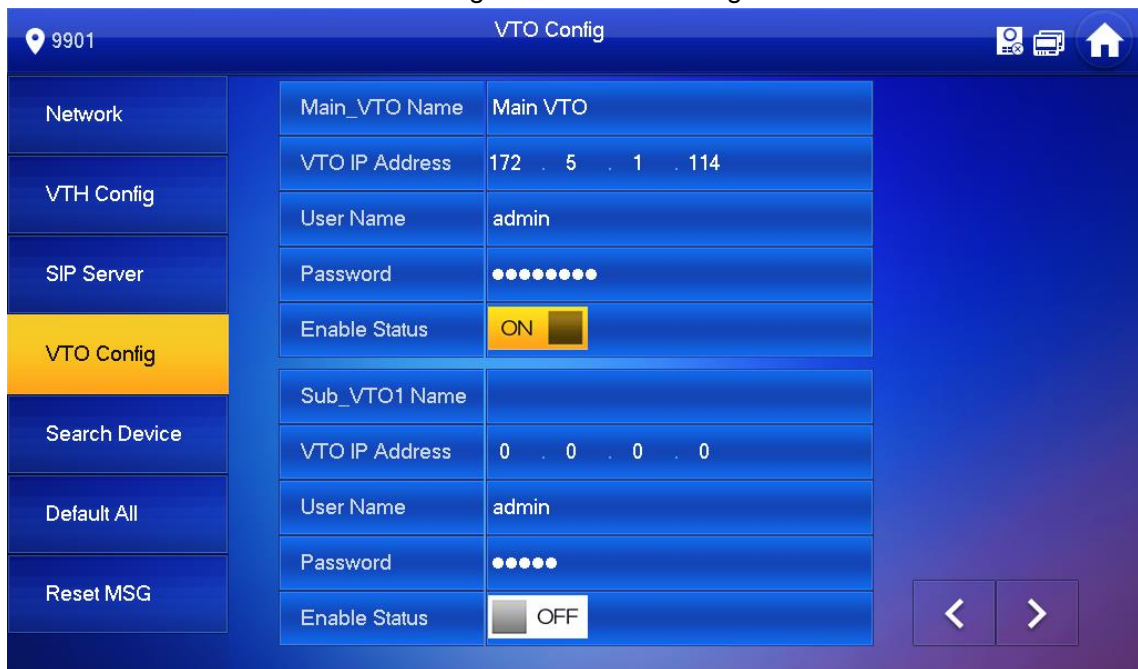 9901
VTO Config
Network
VTH Config
SIP Server
VTO Config
Search Device
Default All
Reset MSG
Main_VTO Name Main VTO
VTO IP Address 172 . 5 . 1 . 114
User Name admin
Password ●●●●●●●●
Enable Status ON
Sub_VTO1 Name
VTO IP Address 0 . 0 . 0 . 0
User Name admin
Password ●●●●●
Enable Status OFF